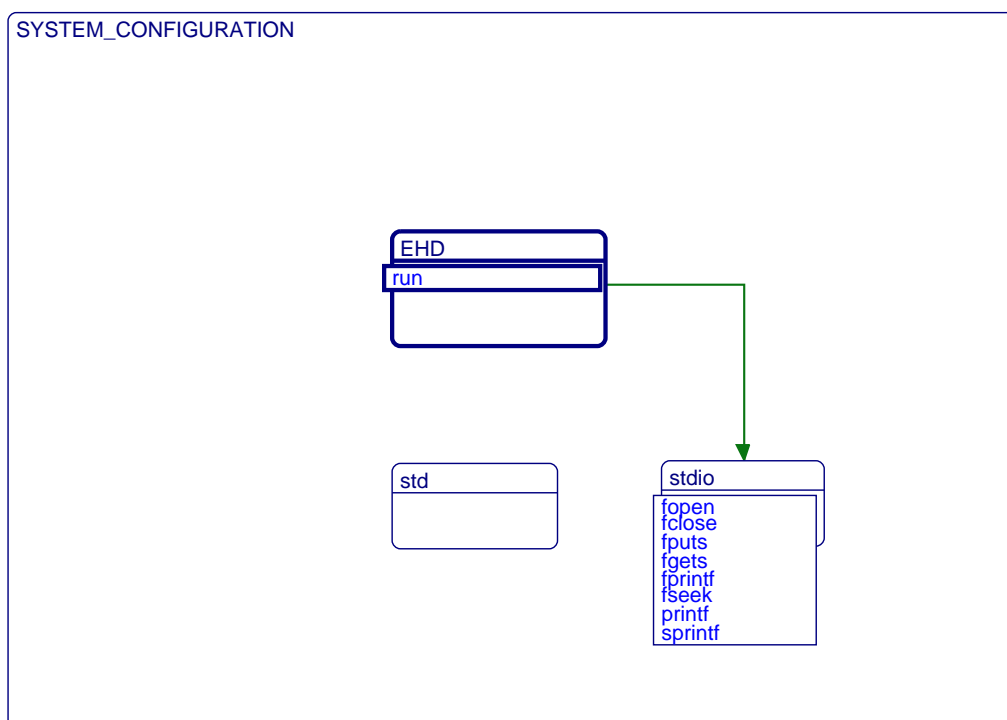 SYSTEM_CONFIGURATION
EHD
run
std
stdio
fopen
fclose
fputs
fgets
fprintf
fseek
printf
sprintf